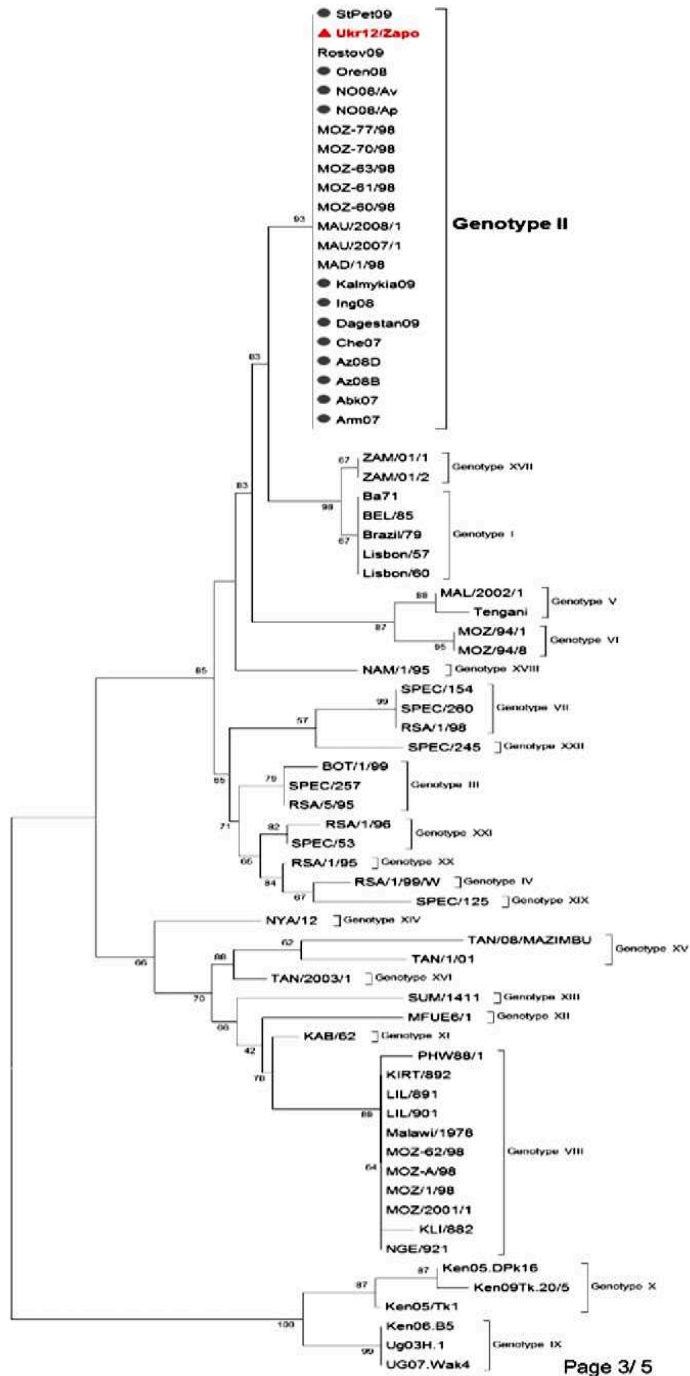 StPet09
Ukr12/Zapo
Rostov09
Oren08
NO08/Av
NO08/Ap
MOZ-77/98
MOZ-70/98
MOZ-63/98
MOZ-61/98
MOZ-60/98
93
MAU/2008/1
Genotype II
MAU/2007/1
MAD/1/98
Kalmykia09
Ing08
Dagestan09
Che07
83
Az08D
Az08B
Abk07
Arm07
67
ZAM/01/1
Genotype XVII
ZAM/01/2
83
Ba71
98
BEL/85
67
Brazil/79
Genotype I
Lisbon/57
Lisbon/60
88
MAL/2002/1
Genotype V
Tengani
87
MOZ/94/1
Genotype VI
95
MOZ/94/8
85
NAM/1/95
Genotype XVIII
SPEC/154
99
SPEC/260
Genotype VII
57
RSA/1/98
SPEC/245
Genotype XXII
BOT/1/99
65
79
SPEC/257
Genotype III
RSA/5/95
71
82
RSA/1/96
Genotype XXI
SPEC/53
RSA/1/95
Genotype XX
84
RSA/1/99/W
Genotype IV
67
SPEC/125
Genotype XIX
NYA/12
Genotype XIV
66
62
TAN/08/MAZIMBU
Genotype XV
88
TAN/1/01
TAN/2003/1
Genotype XVI
70
SUM/1411
Genotype XIII
MFUE6/1
Genotype XII
42
KAB/62
Genotype XI
PHW88/1
KIRT/892
LIL/891
89
LIL/901
Malawi/1978
MOZ-62/98
Genotype VIII
64
MOZ-A/98
MOZ/1/98
MOZ/2001/1
KLI/882
NGE/921
87
Ken05.DPk16
87
Ken09Tk.20/5
Genotype X
Ken05/Tk1
100
Ken06.B5
99
Ug03H.1
Genotype IX
UG07.Wak4
Page 3/ 5